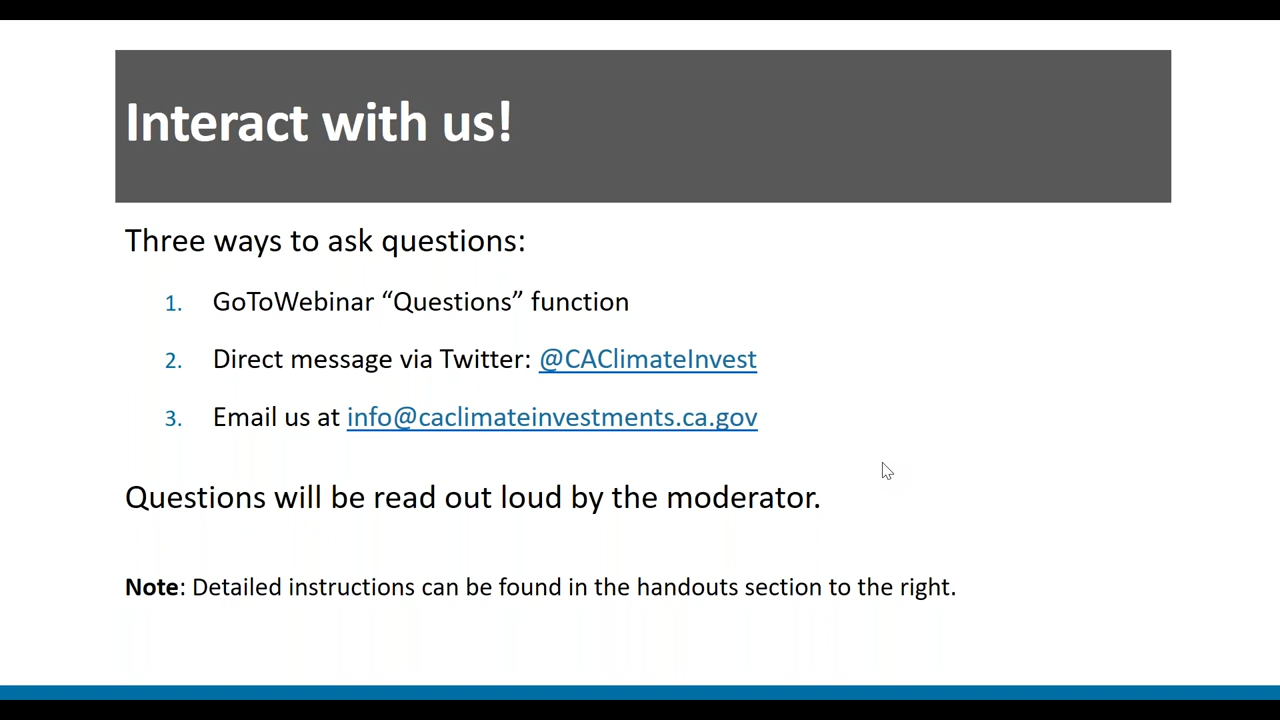 Interact with us!
Three ways to ask questions:
1. GoToWebinar “Questions” function
2. Direct message via Twitter: @CAClimateInvest
3. Email us at info@caclimateinvestments.ca.gov
Questions will be read out loud by the moderator.
Note: Detailed instructions can be found in the handouts section to the right.